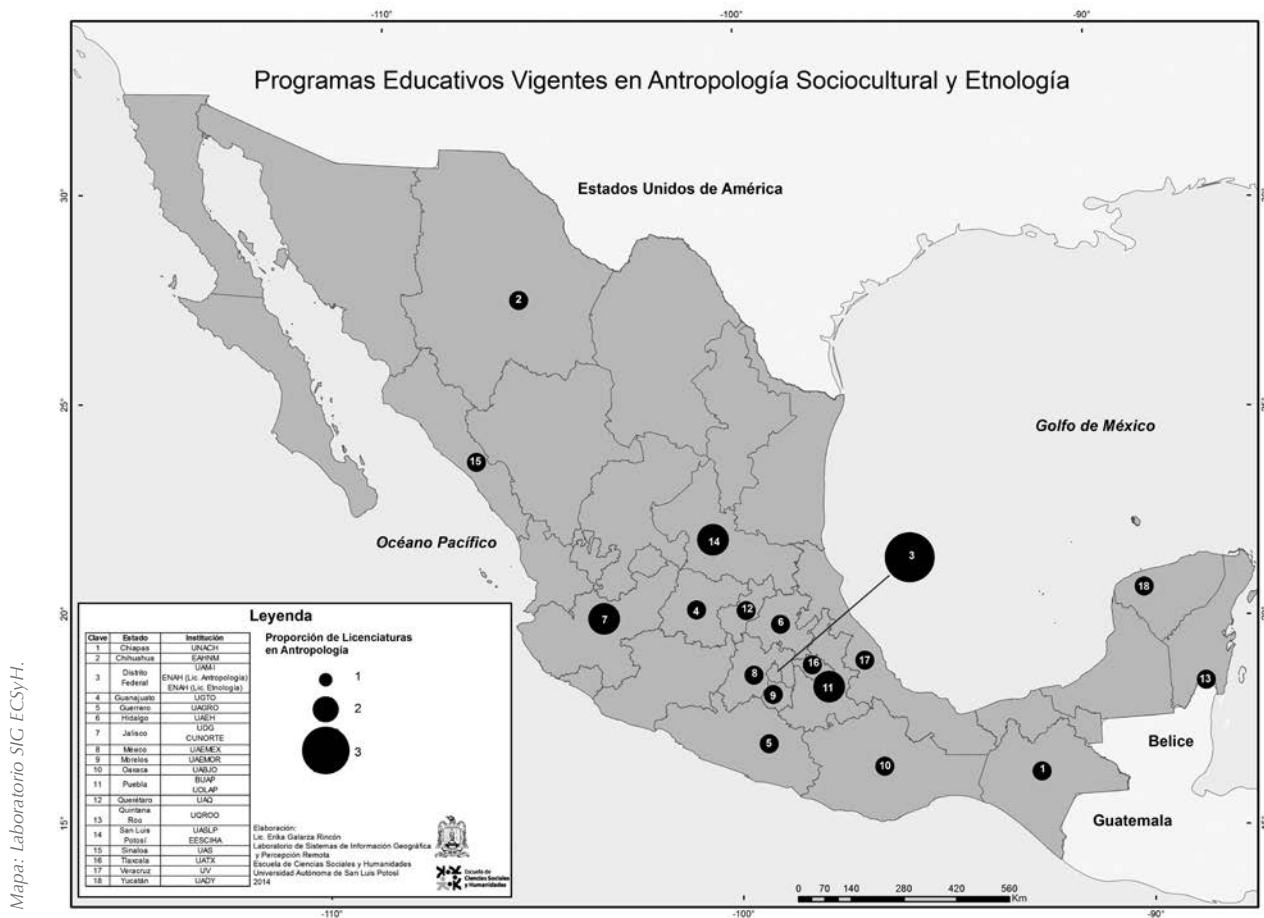 -110° -100° -90°
Programas Educativos Vigentes en Antropología Sociocultural y Etnología
Estados Unidos de América
30° 30°
2
25° 25°
Golfo de México
15
Océano Pacífico
14
3
18
20°
7 4 12 6
17
16
8 11 13
9
5
10
1
Belice
Guatemala
15° 15°
Leyenda
Clave Estado Institución
1 Chiapas UNACH
2 Chihuahua EAHNM
3 Distrito Federal UAM-I
ENAH (Lic. Antropología)
ENAH (Lic. Etnología)
4 Guanajuato UGTO
5 Guerrero UAGRO
6 Hidalgo UAEH
7 Jalisco UDG
CUNORTE
8 México UAEMEX
9 Morelos UAEMOR
10 Oaxaca UABJO
11 Puebla BUAP
UDLAP
12 Querétaro UAQ
13 Quintana Roo UQROO
14 San Luis Potosí UASLP
EESCIHA
15 Sinaloa UAS
16 Tlaxcala UATX
17 Veracruz UV
18 Yucatán UADY
Proporción de Licenciaturas
en Antropología
1
2
3
Elaboración:
Lic. Erika Galarza Rincón
Laboratorio de Sistemas de Información Geográfica
y Percepción Remota
Escuela de Ciencias Sociales y Humanidades
Universidad Autónoma de San Luis Potosí
2014
Escuela de
Ciencias Sociales
y Humanidades
0 70 140 280 420 560
Km
-110° -100° -90°
Mapa: Laboratorio SIG ECSyH.